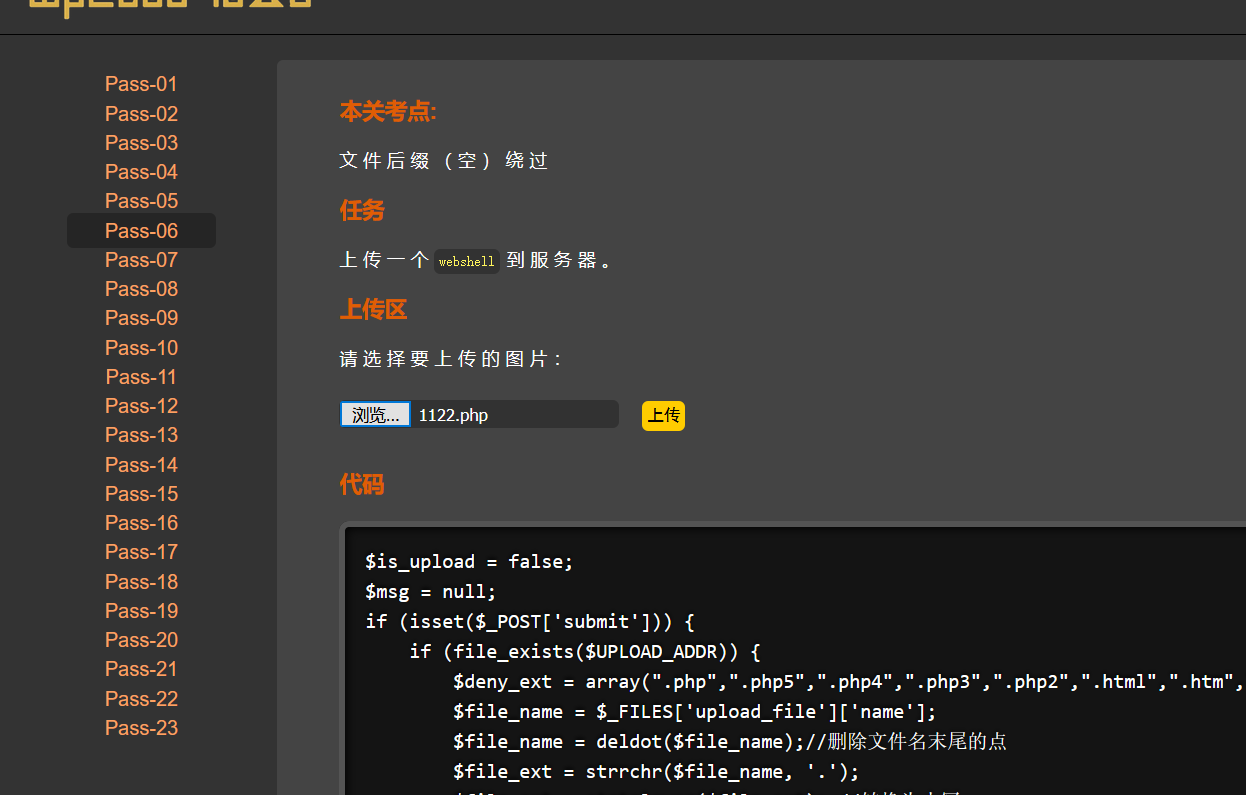 Pass-01
Pass-02
Pass-03
Pass-04
Pass-05
Pass-06
Pass-07
Pass-08
Pass-09
Pass-10
Pass-11
Pass-12
Pass-13
Pass-14
Pass-15
Pass-16
Pass-17
Pass-18
Pass-19
Pass-20
Pass-21
Pass-22
Pass-23
本关考点:
文件后缀（空）绕过
任务
上传一个 webshell 到服务器。
上传区
请选择要上传的图片：
浏览... 1122.php 上传
代码
$is_upload = false;
$msg = null;
if (isset($_POST['submit'])) {
    if (file_exists($UPLOAD_ADDR)) {
        $deny_ext = array(".php",".php5",".php4",".php3",".php2",".html",".htm",
        $file_name = $_FILES['upload_file']['name'];
        $file_name = deldot($file_name);//删除文件名末尾的点
        $file_ext = strrchr($file_name, '.');